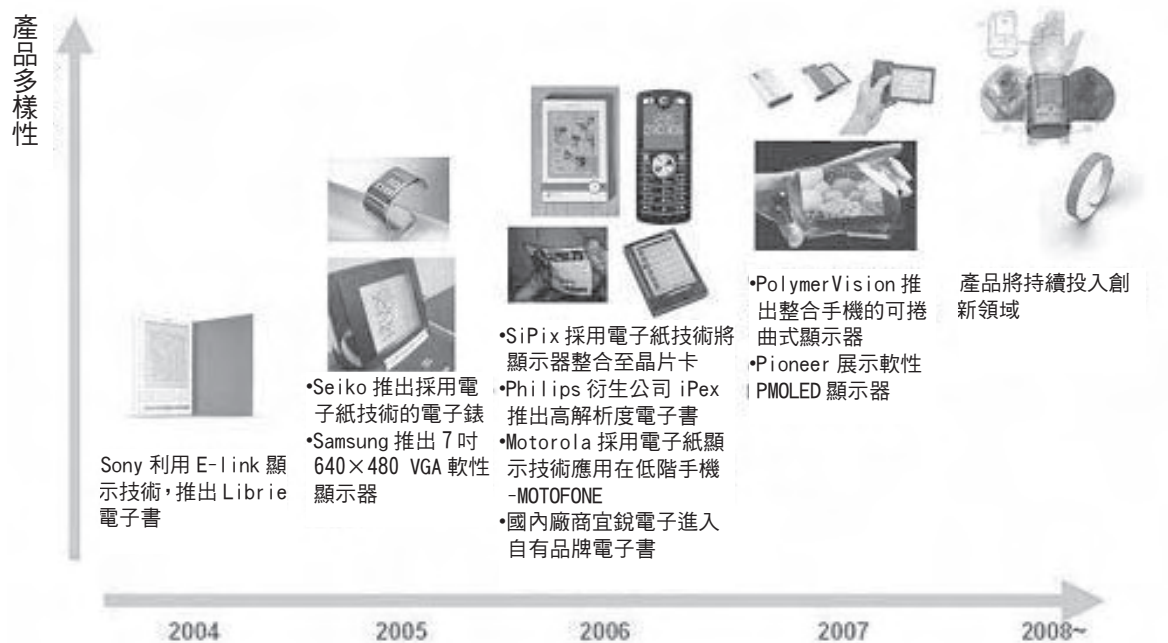 產品多樣性
Sony 利用 E-link 顯
示技術，推出 Librie
電子書
•Seiko 推出採用電
子紙技術的電子錶
•Samsung 推出 7 吋
640×480 VGA 軟性
顯示器
•SiPix 採用電子紙技術將
顯示器整合至晶片卡
•Philips 衍生公司 iPex
推出高解析度電子書
•Motorola 採用電子紙顯
示技術應用在低階手機
-MOTOFONE
•國內廠商宜銳電子進入
自有品牌電子書
•PolymerVision 推
出整合手機的可捲
曲式顯示器
•Pioneer 展示軟性
PMOLED 顯示器
產品將持續投入創
新領域
2004
2005
2006
2007
2008~